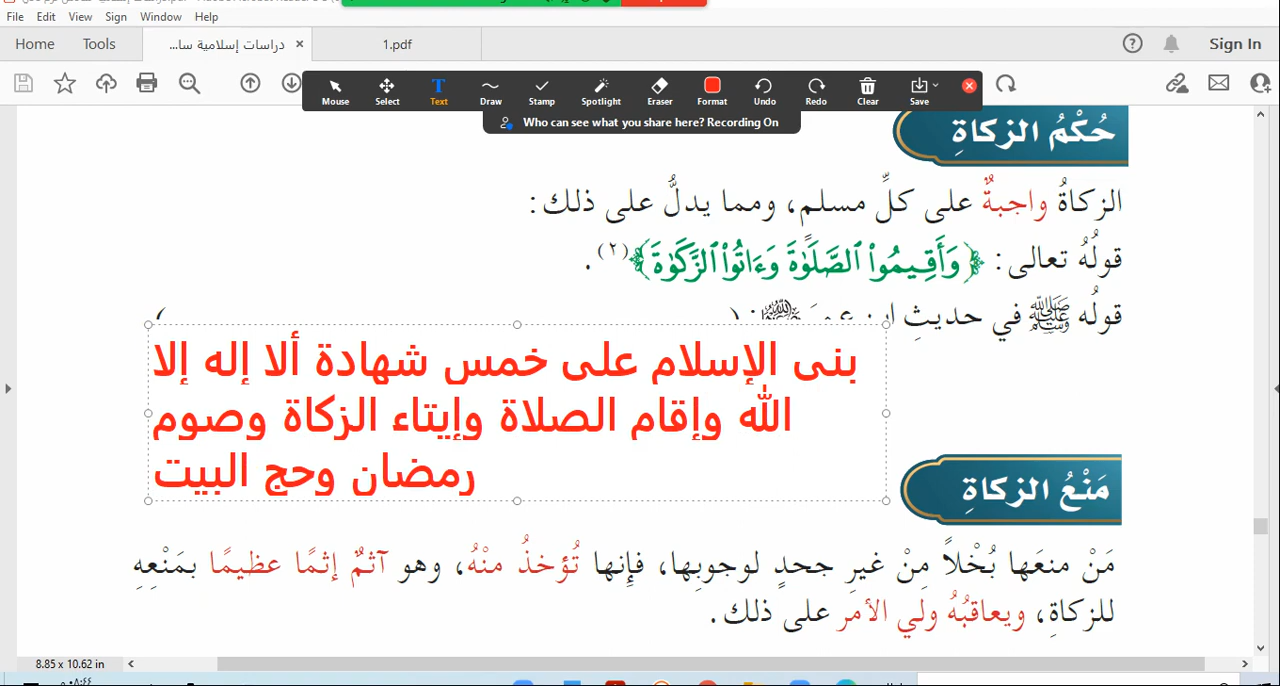 File Edit View Sign Window Help
Home Tools دراسات إسلامية سا... × 1.pdf Sign In
Mouse Select Text Draw Stamp Spotlight Eraser Format Undo Redo Clear Save
Who can see what you share here? Recording On
حُكْمُ الزكاةِ
الزكاةُ واجبةٌ على كلِّ مسلم، ومما يدلُّ على ذلك:
قولُهُ تعالى: ﴿وَأَقِيمُواْ ٱلصَّلَوٰةَ وَءَاتُواْ ٱلزَّكَوٰةَ﴾(٢).
قولُه ﷺ في حديثِ ابن عمرَ : ( )
بنى الإسلام على خمس شهادة ألا إله إلا
الله وإقام الصلاة وإيتاء الزكاة وصوم
رمضان وحج البيت
مَنْعُ الزكاةِ
مَنْ منعَها بُخْلاً مِنْ غيرِ جحدٍ لوجوبِها، فإنها تُؤخذُ منْهُ، وهو آثمٌ إثمًا عظيمًا بمَنْعِهِ
للزكاةِ، ويعاقبُهُ ولي الأمر على ذلك.
8.85 x 10.62 in